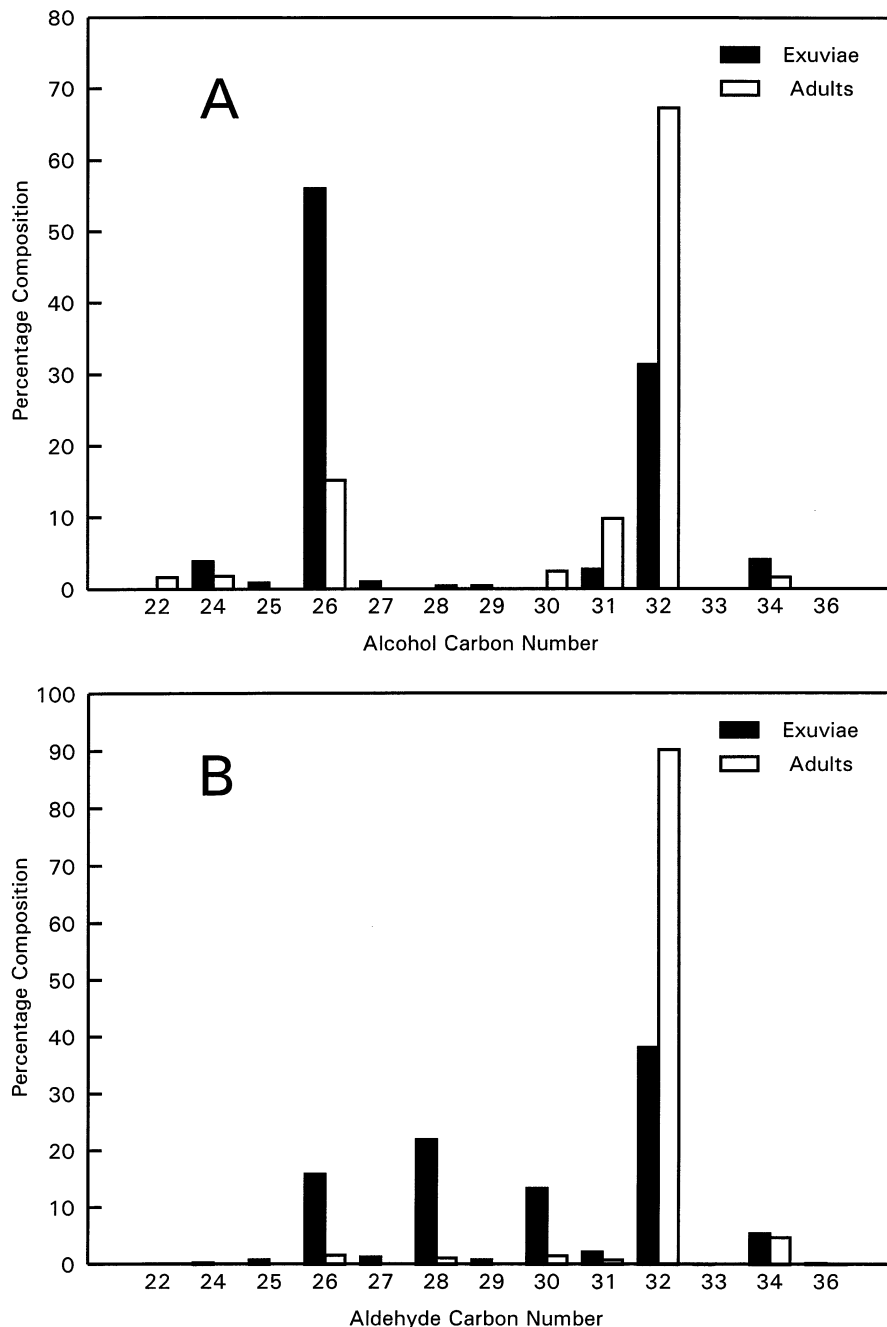 80
70
60
50
40
30
20
10
0
Percentage Composition
A
Exuviae
Adults
22 24 25 26 27 28 29 30 31 32 33 34 36
Alcohol Carbon Number
100
90
80
70
60
50
40
30
20
10
0
Percentage Composition
B
Exuviae
Adults
22 24 25 26 27 28 29 30 31 32 33 34 36
Aldehyde Carbon Number